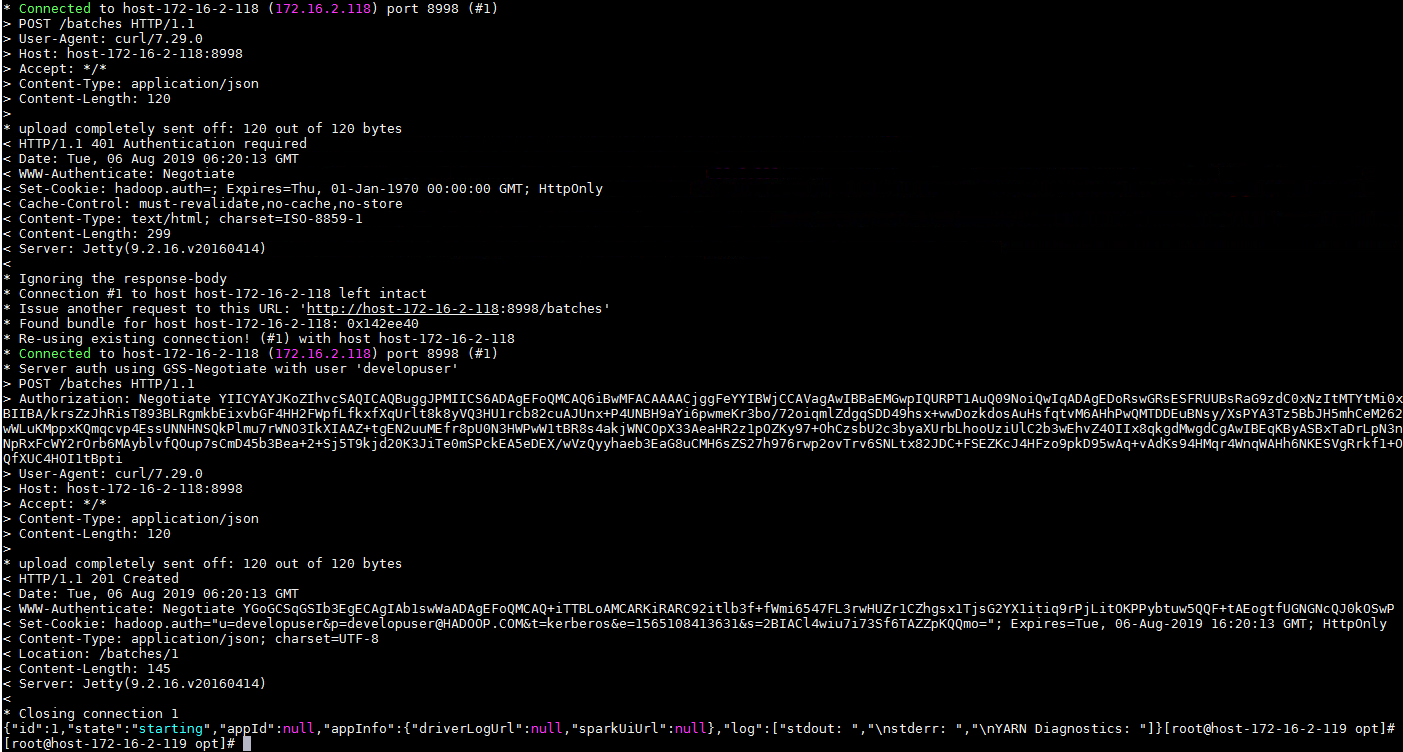 * Connected to host-172-16-2-118 (172.16.2.118) port 8998 (#1)
> POST /batches HTTP/1.1
> User-Agent: curl/7.29.0
> Host: host-172-16-2-118:8998
> Accept: */*
> Content-Type: application/json
> Content-Length: 120
>
* upload completely sent off: 120 out of 120 bytes
< HTTP/1.1 401 Authentication required
< Date: Tue, 06 Aug 2019 06:20:13 GMT
< WWW-Authenticate: Negotiate
< Set-Cookie: hadoop.auth=; Expires=Thu, 01-Jan-1970 00:00:00 GMT; HttpOnly
< Cache-Control: must-revalidate,no-cache,no-store
< Content-Type: text/html; charset=ISO-8859-1
< Content-Length: 299
< Server: Jetty(9.2.16.v20160414)
<
* Ignoring the response-body
* Connection #1 to host host-172-16-2-118 left intact
* Issue another request to this URL: 'http://host-172-16-2-118:8998/batches'
* Found bundle for host host-172-16-2-118: 0x142ee40
* Re-using existing connection! (#1) with host host-172-16-2-118
* Connected to host-172-16-2-118 (172.16.2.118) port 8998 (#1)
* Server auth using GSS-Negotiate with user 'developuser'
> POST /batches HTTP/1.1
> Authorization: Negotiate YIICYAYJKoZIhvcSAQICAQBuggJPMIICS6ADAgEFoQMCAQ6iBwMFACAAAACjggFeYYIBWjCCAVagAwIBBaEMGwpIQURPT1AuQ09NoiQwIqADAgEDoRswGRsESFRUUBsRaG9zdC0xNzItMTYtMi0x
BIIBA/krsZzJhRisT893BLRgmkbEixvbGF4HH2FWpfLfkxfXqUrlt8k8yVQ3HU1rcb82cuAJUnx+P4UNBH9aYi6pwmeKr3bo/72oiqmlZdgqSDD49hsx+wwDozkdosAuHsfqtvM6AHhPwQMTDDEuBNsy/XsPYA3Tz5BbJH5mhCeM262
wWLuKMppxKQmqcvp4EssUNNHNSQkPlmu7rWNO3IkXIAAZ+tgEN2uuMEfr8pU0N3HWPwW1tBR8s4akjWNCOpX33AeaHR2z1pOZKy97+OhCzsbU2c3byaXUrbLhooUziUlC2b3wEhvZ4OIIx8qkgdMwgdCgAwIBEqKByASBxTaDrLpN3n
NpRxFcWY2rOrb6MAyblvfQOup7sCmD45b3Bea+2+Sj5T9kjd20K3JiTe0mSPckEA5eDEX/wVzQyyhaeb3EaG8uCMH6sZS27h976rwp2ovTrv6SNLtx82JDC+FSEZKcJ4HFzo9pkD95wAq+vAdKs94HMqr4WnqWAHh6NKESVgRrkf1+O
QfXUC4HOI1tBpti
> User-Agent: curl/7.29.0
> Host: host-172-16-2-118:8998
> Accept: */*
> Content-Type: application/json
> Content-Length: 120
>
* upload completely sent off: 120 out of 120 bytes
< HTTP/1.1 201 Created
< Date: Tue, 06 Aug 2019 06:20:13 GMT
< WWW-Authenticate: Negotiate YGoGCSqGSIb3EgECAgIAb1swWaADAgEFoQMCAQ+iTTBLoAMCARKiRARC92itlb3f+fWmi6547FL3rwHUZr1CZhgsx1TjsG2YX1itiq9rPjLitOKPPybtuw5QQF+tAEogtfUGNGNcQJ0kOSwP
< Set-Cookie: hadoop.auth="u=developuser&p=developuser@HADOOP.COM&t=kerberos&e=1565108413631&s=2BIACl4wiu7i73Sf6TAZZpKQQmo="; Expires=Tue, 06-Aug-2019 16:20:13 GMT; HttpOnly
< Content-Type: application/json; charset=UTF-8
< Location: /batches/1
< Content-Length: 145
< Server: Jetty(9.2.16.v20160414)
<
* Closing connection 1
{"id":1,"state":"starting","appId":null,"appInfo":{"driverLogUrl":null,"sparkUiUrl":null},"log":["stdout: ","\nstderr: ","\nYARN Diagnostics: "]}[root@host-172-16-2-119 opt]#
[root@host-172-16-2-119 opt]#